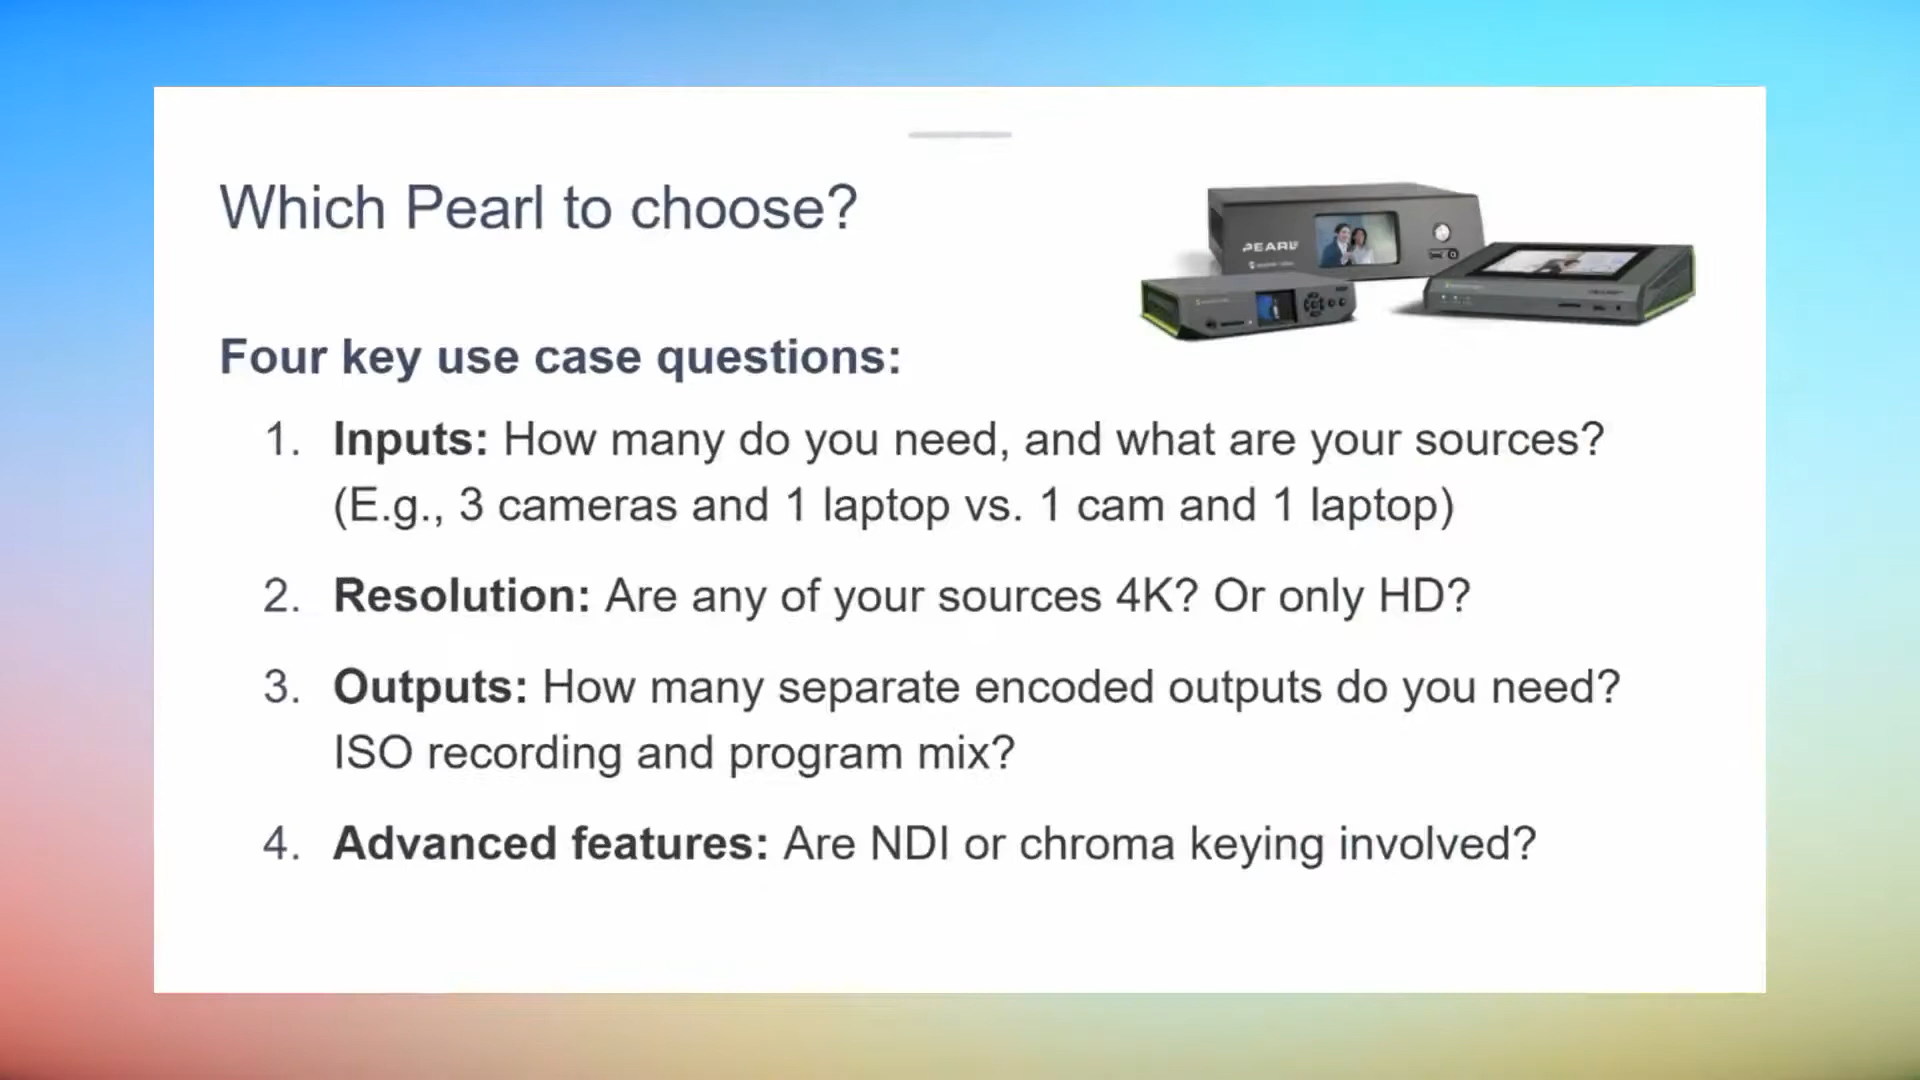 Which Pearl to choose?
PEARL
Four key use case questions:
1. Inputs: How many do you need, and what are your sources?
(E.g., 3 cameras and 1 laptop vs. 1 cam and 1 laptop)
2. Resolution: Are any of your sources 4K? Or only HD?
3. Outputs: How many separate encoded outputs do you need?
ISO recording and program mix?
4. Advanced features: Are NDI or chroma keying involved?